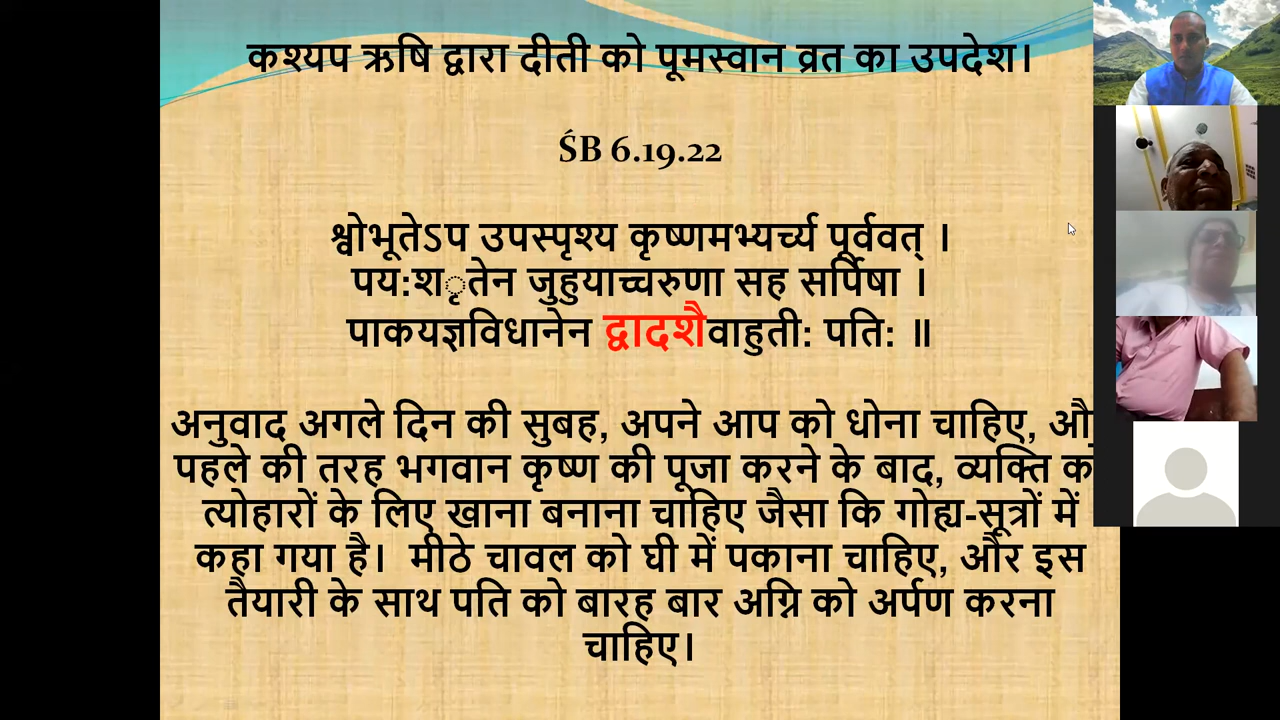 कश्यप ऋषि द्वारा दीती को पूमस्वान व्रत का उपदेश।
ŚB 6.19.22
श्वोभूतेऽप उपस्पृश्य कृष्णमभ्यर्च्य पूर्ववत् ।
पय:श‍ृतेन जुहुयाच्चरुणा सह सर्पिषा ।
पाकयज्ञविधानेन द्वादशैवाहुती: पति: ॥
अनुवाद अगले दिन की सुबह, अपने आप को धोना चाहिए,
पहले की तरह भगवान कृष्ण की पूजा करने के बाद, व्यक्ति
त्योहारों के लिए खाना बनाना चाहिए जैसा कि गोह्य-सूत्रों में
कहा गया है। मीठे चावल को घी में पकाना चाहिए, और इस
तैयारी के साथ पति को बारह बार अग्नि को अर्पण करना
चाहिए।